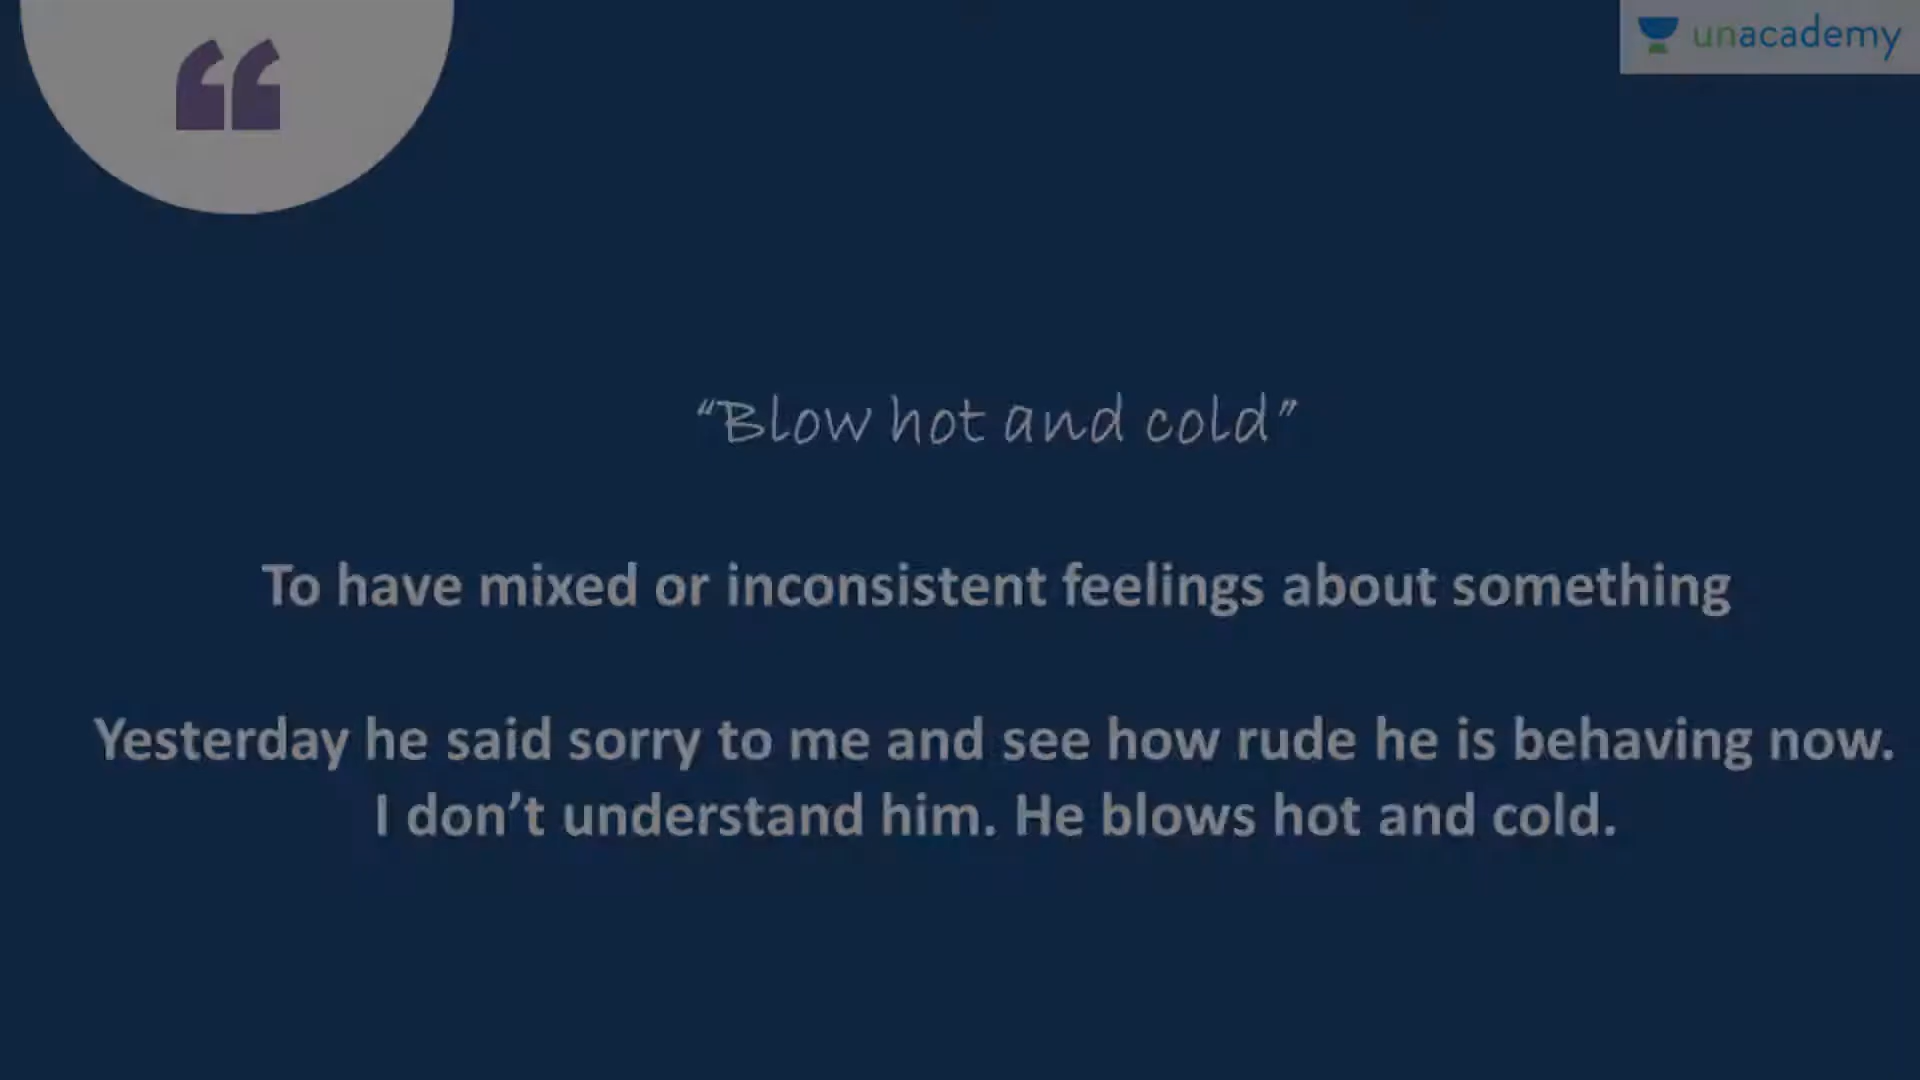 “
unacademy
“Blow hot and cold”
To have mixed or inconsistent feelings about something
Yesterday he said sorry to me and see how rude he is behaving now.
I don’t understand him. He blows hot and cold.